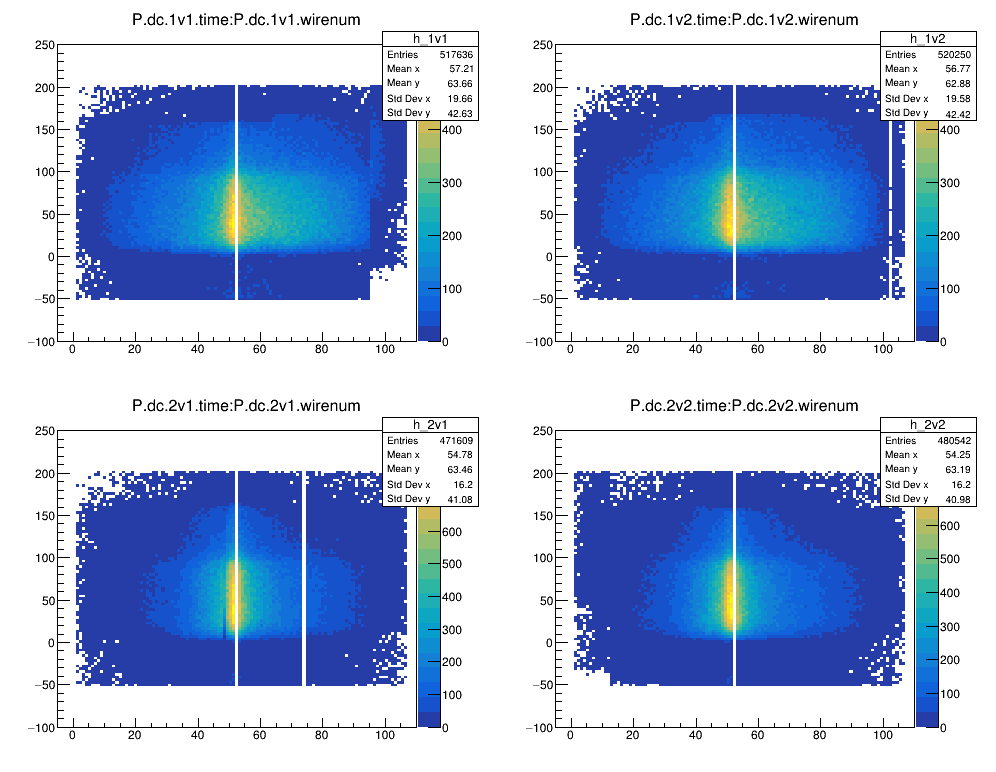 P.dc.1v1.time:P.dc.1v1.wirenum
h_1v1
Entries 517636
Mean x 57.21
Mean y 63.66
Std Dev x 19.66
Std Dev y 42.63
250
200
150
100
50
0
−50
−100
0 20 40 60 80 100
400
300
200
100
0
P.dc.1v2.time:P.dc.1v2.wirenum
h_1v2
Entries 520250
Mean x 56.77
Mean y 62.88
Std Dev x 19.58
Std Dev y 42.42
250
200
150
100
50
0
−50
−100
0 20 40 60 80 100
400
300
200
100
0
P.dc.2v1.time:P.dc.2v1.wirenum
h_2v1
Entries 471609
Mean x 54.78
Mean y 63.46
Std Dev x 16.2
Std Dev y 41.08
250
200
150
100
50
0
−50
−100
0 20 40 60 80 100
600
500
400
300
200
100
0
P.dc.2v2.time:P.dc.2v2.wirenum
h_2v2
Entries 480542
Mean x 54.25
Mean y 63.19
Std Dev x 16.2
Std Dev y 40.98
250
200
150
100
50
0
−50
−100
0 20 40 60 80 100
600
500
400
300
200
100
0